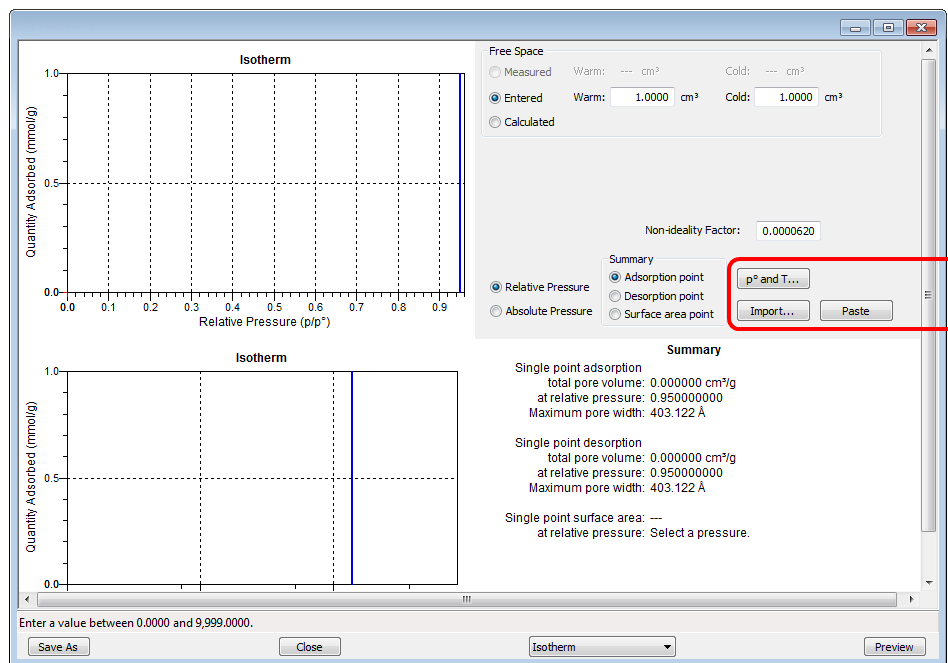 Isotherm
1.0
0.5
0.0
Quantity Adsorbed (mmol/g)
0.0 0.1 0.2 0.3 0.4 0.5 0.6 0.7 0.8 0.9
Relative Pressure (p/p°)
Free Space
Measured Warm: --- cm³ Cold: --- cm³
Entered Warm: 1.0000 cm³ Cold: 1.0000 cm³
Calculated
Non-ideality Factor: 0.0000620
Relative Pressure
Absolute Pressure
Summary
Adsorption point
Desorption point
Surface area point
p° and T...
Import... Paste
Isotherm
1.0
0.5
0.0
Quantity Adsorbed (mmol/g)
Summary
Single point adsorption
total pore volume: 0.000000 cm³/g
at relative pressure: 0.950000000
Maximum pore width: 403.122 Å
Single point desorption
total pore volume: 0.000000 cm³/g
at relative pressure: 0.950000000
Maximum pore width: 403.122 Å
Single point surface area: ---
at relative pressure: Select a pressure.
Enter a value between 0.0000 and 9,999.0000.
Save As Close Isotherm Preview